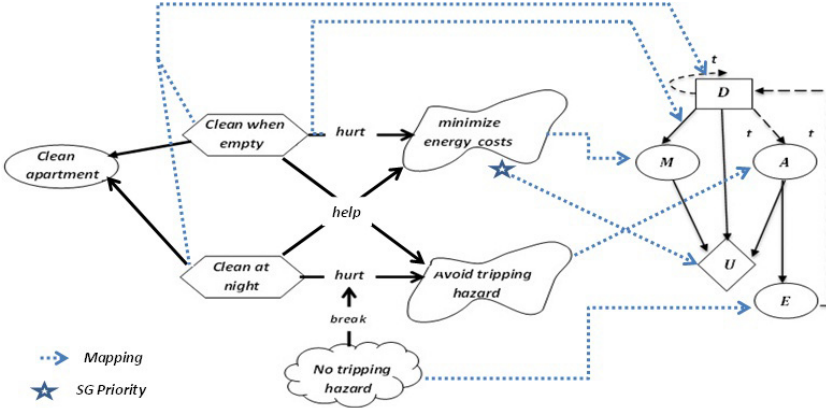 t
D
Clean when
empty
hurt
minimize
energy costs
t
t
Clean
apartment
M
A
help
Clean at
night
hurt
Avoid tripping
hazard
U
E
break
No tripping
hazard
Mapping
SG Priority